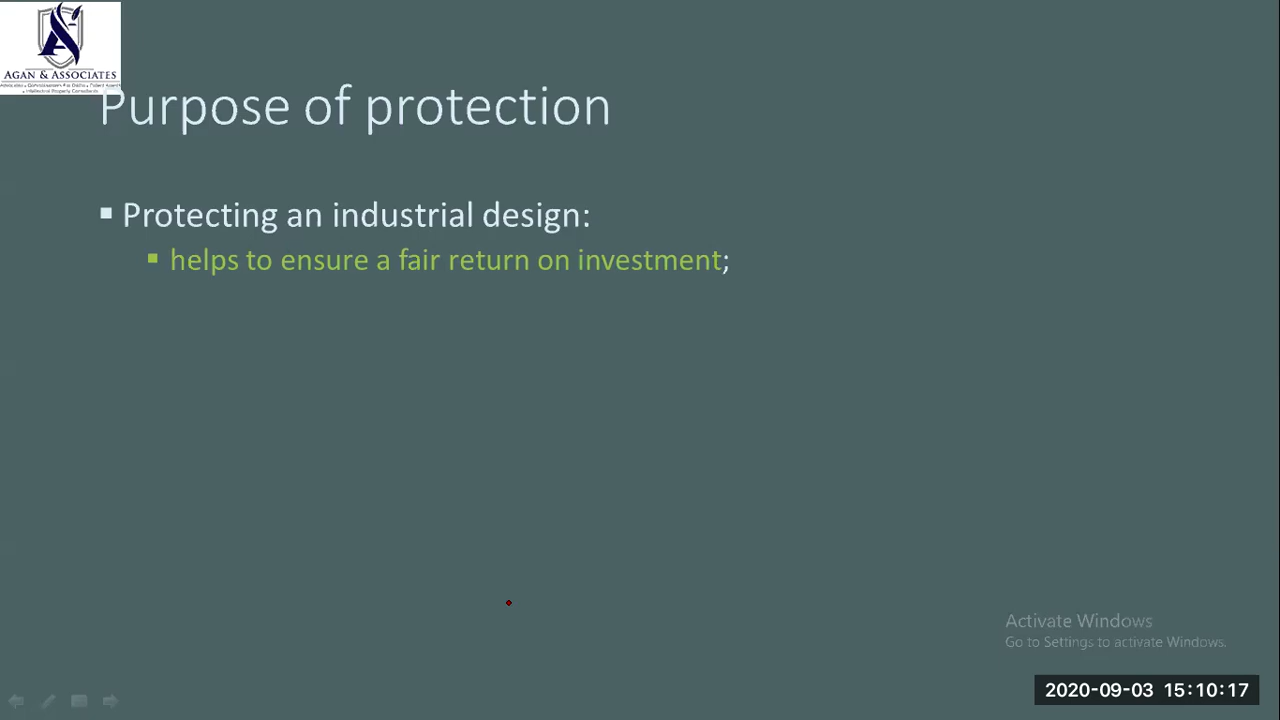 AGAN & ASSOCIATES
Purpose of protection
Protecting an industrial design:
helps to ensure a fair return on investment;
Activate Windows
Go to Settings to activate Windows.
2020-09-03 15:10:17